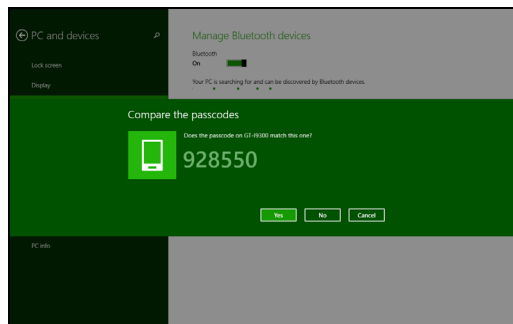 PC and devices
Manage Bluetooth devices
Bluetooth
On
Lock screen
Your PC is searching for and can be discovered by Bluetooth devices.
Display
Compare the passcodes
Does the passcode on GT-I9300 match this one?
928550
Yes No Cancel
PC info